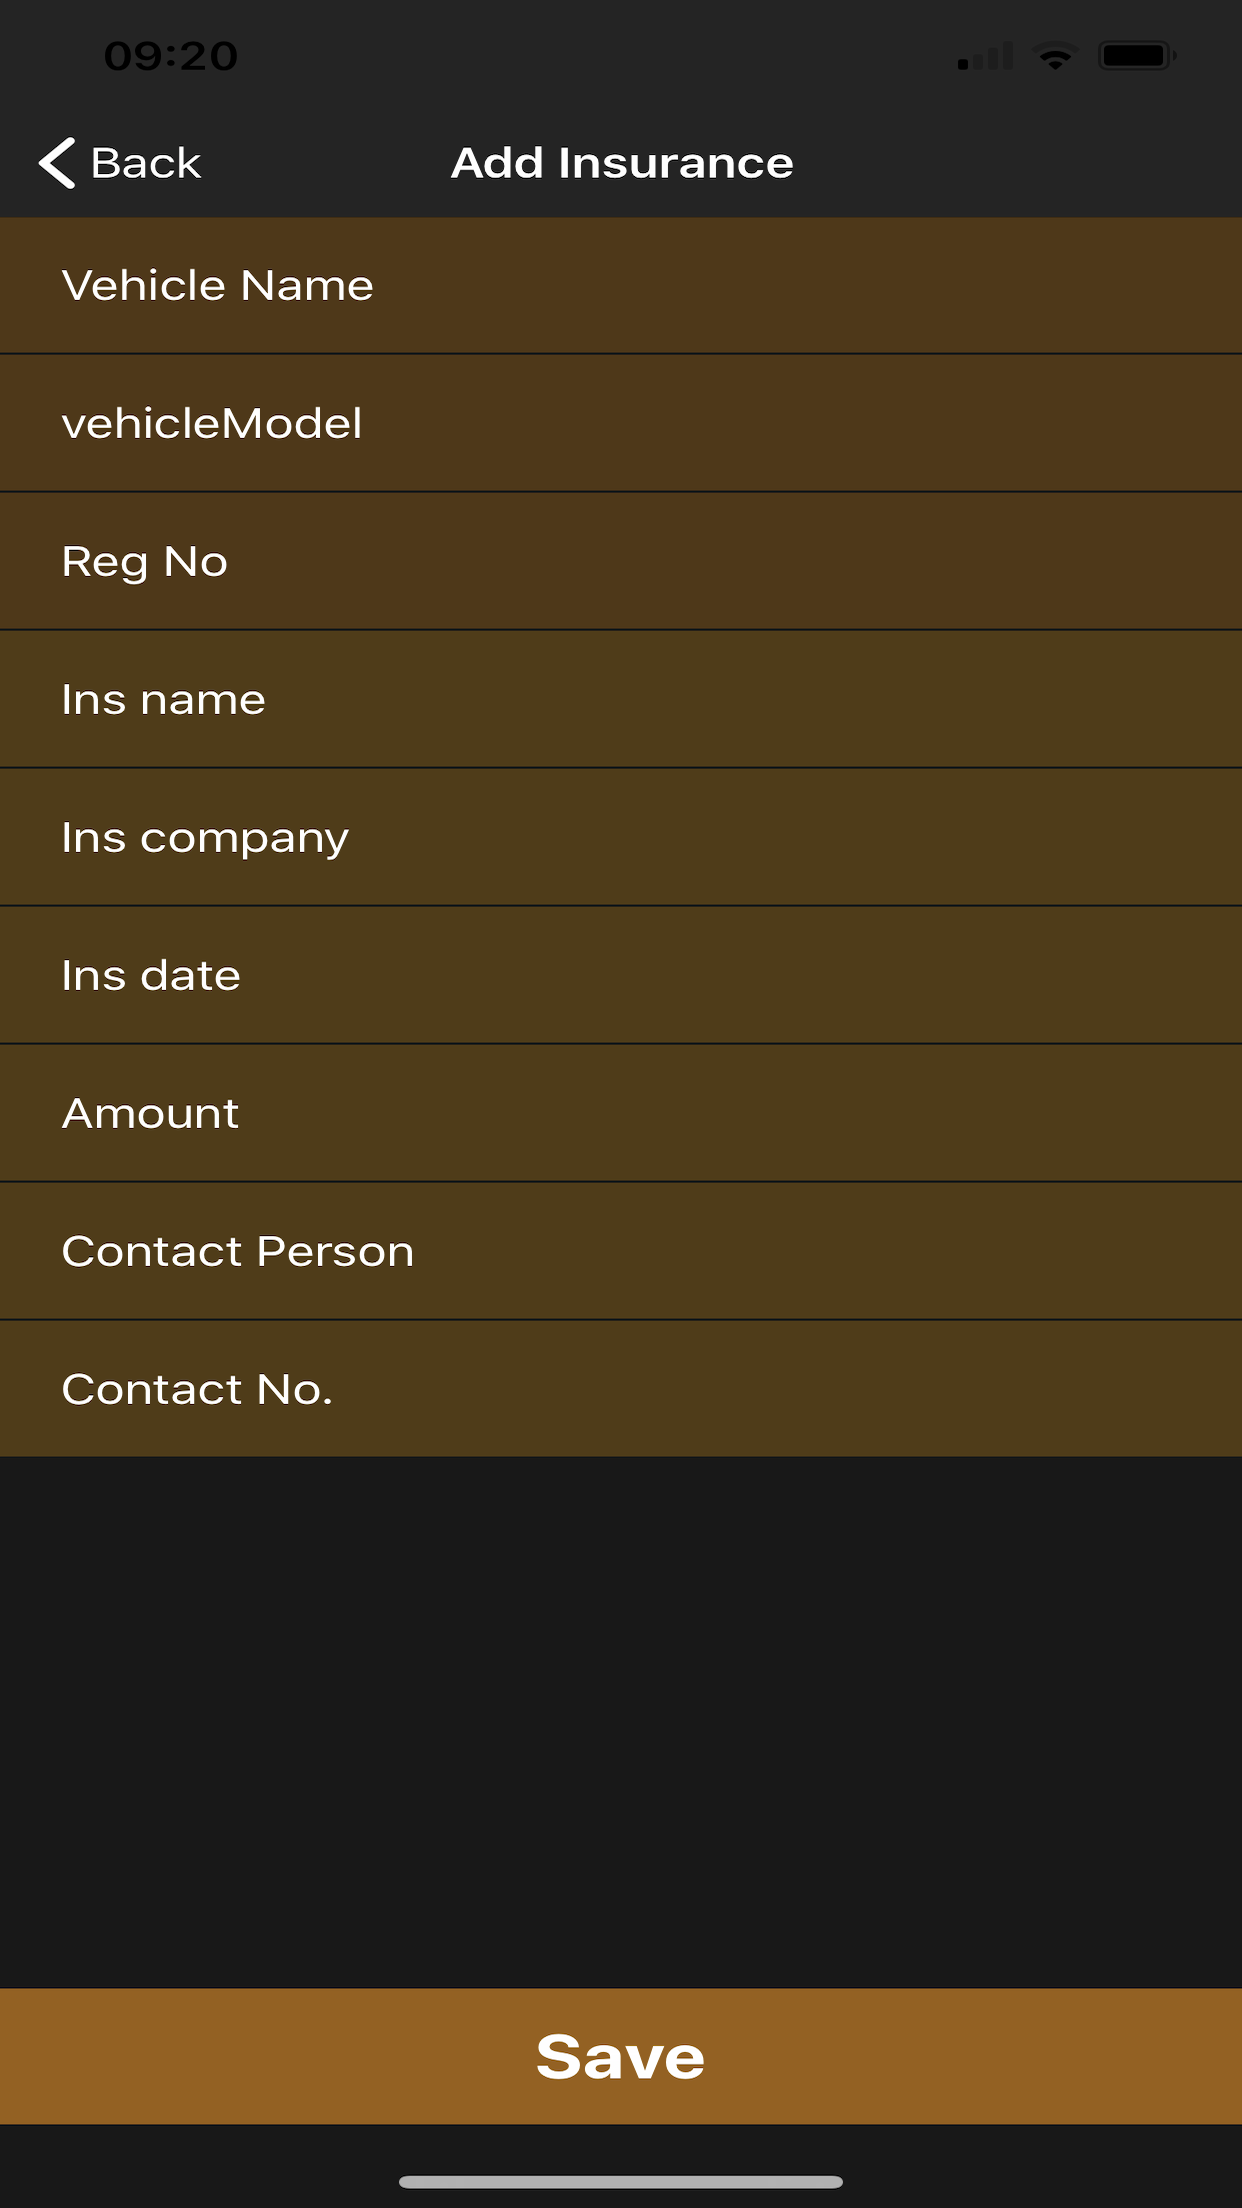 09:20
Back
Add Insurance
Vehicle Name
vehicleModel
Reg No
Ins name
Ins company
Ins date
Amount
Contact Person
Contact No.
Save